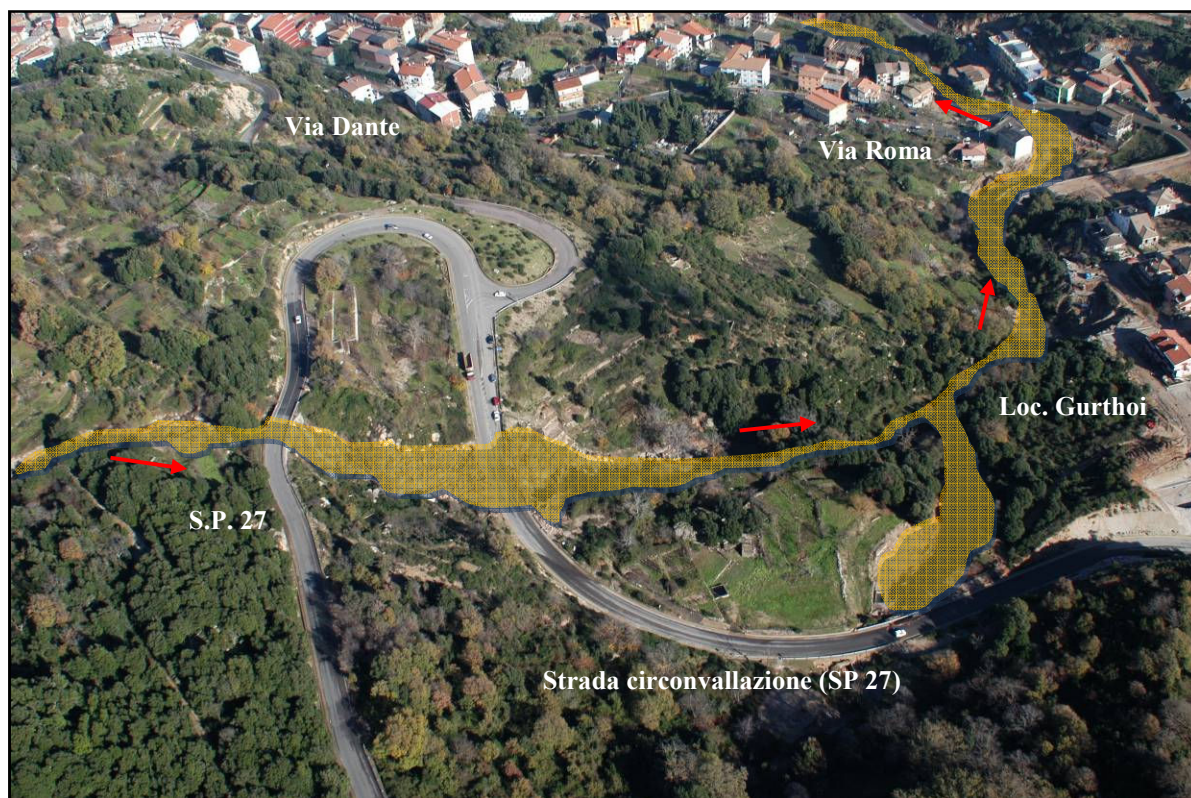 Via Dante
Via Roma
Loc. Gurthoi
S.P. 27
Strada circonvallazione (SP 27)